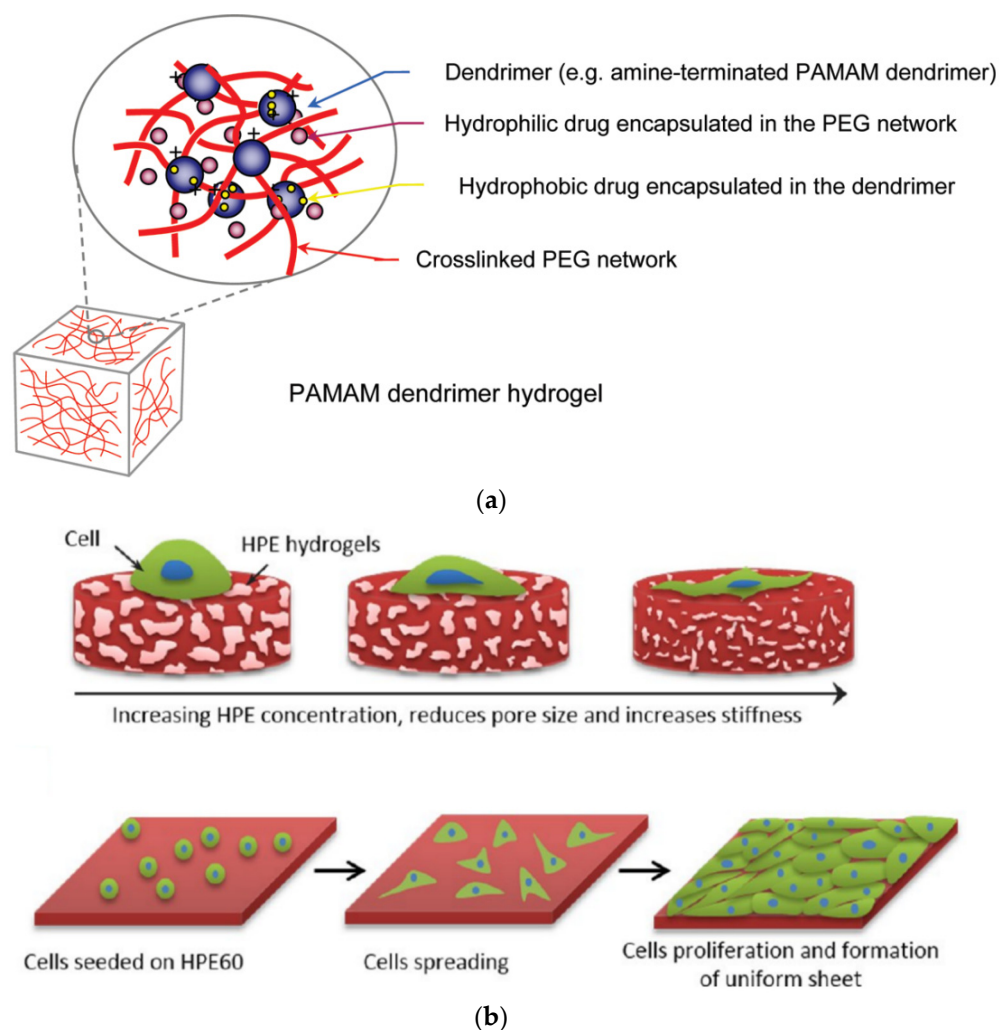 Dendrimer (e.g. amine-terminated PAMAM dendrimer)
Hydrophilic drug encapsulated in the PEG network
Hydrophobic drug encapsulated in the dendrimer
Crosslinked PEG network
PAMAM dendrimer hydrogel
(a)
Cell
HPE hydrogels
Increasing HPE concentration, reduces pore size and increases stiffness
Cells seeded on HPE60
Cells spreading
Cells proliferation and formation
of uniform sheet
(b)